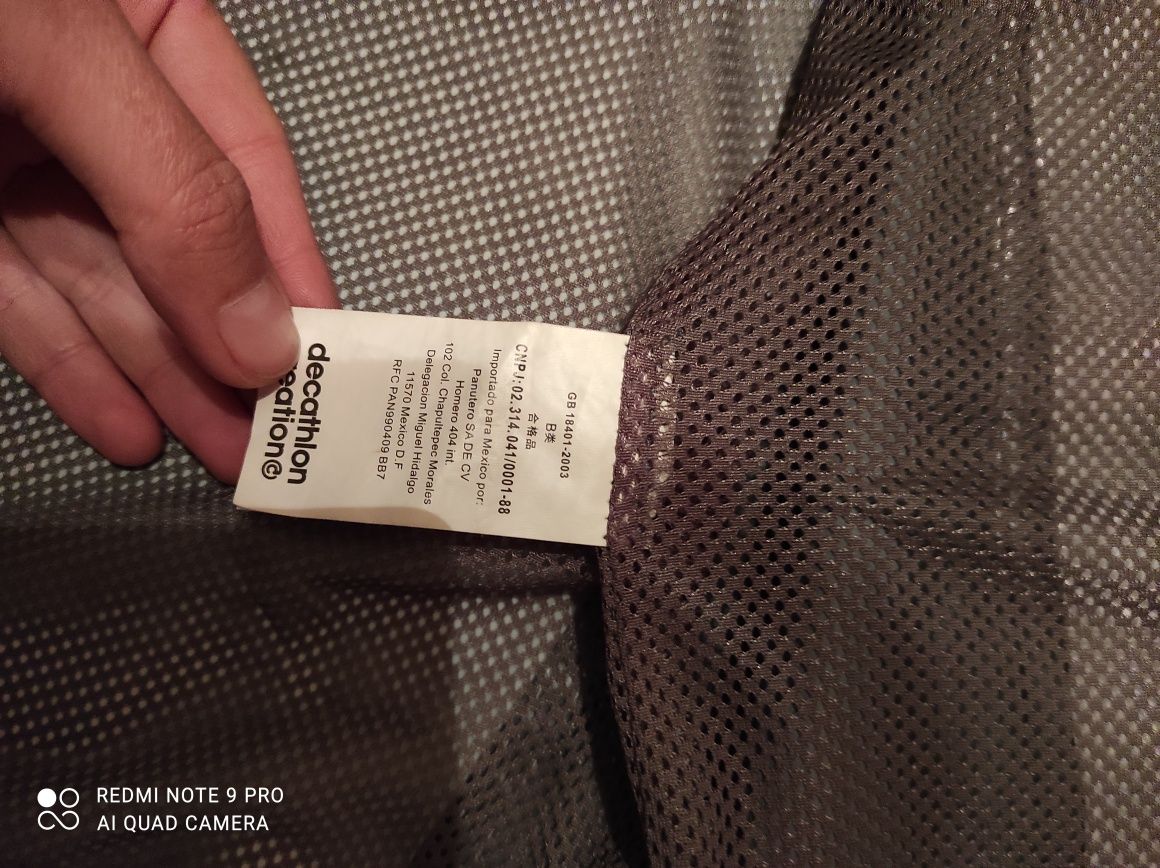 GB 18401-2003
B类
合格品
CNPJ:02.314.041/0001-88
Importado para Mexico por:
Panutero SA DE CV
Homero 404 int.
102 Col. Chapultepec Morales
Delegacion Miguel Hidalgo
11570 Mexico D.F
RFC PAN990409 BB7
decathlon
eation
REDMI NOTE 9 PRO
AI QUAD CAMERA